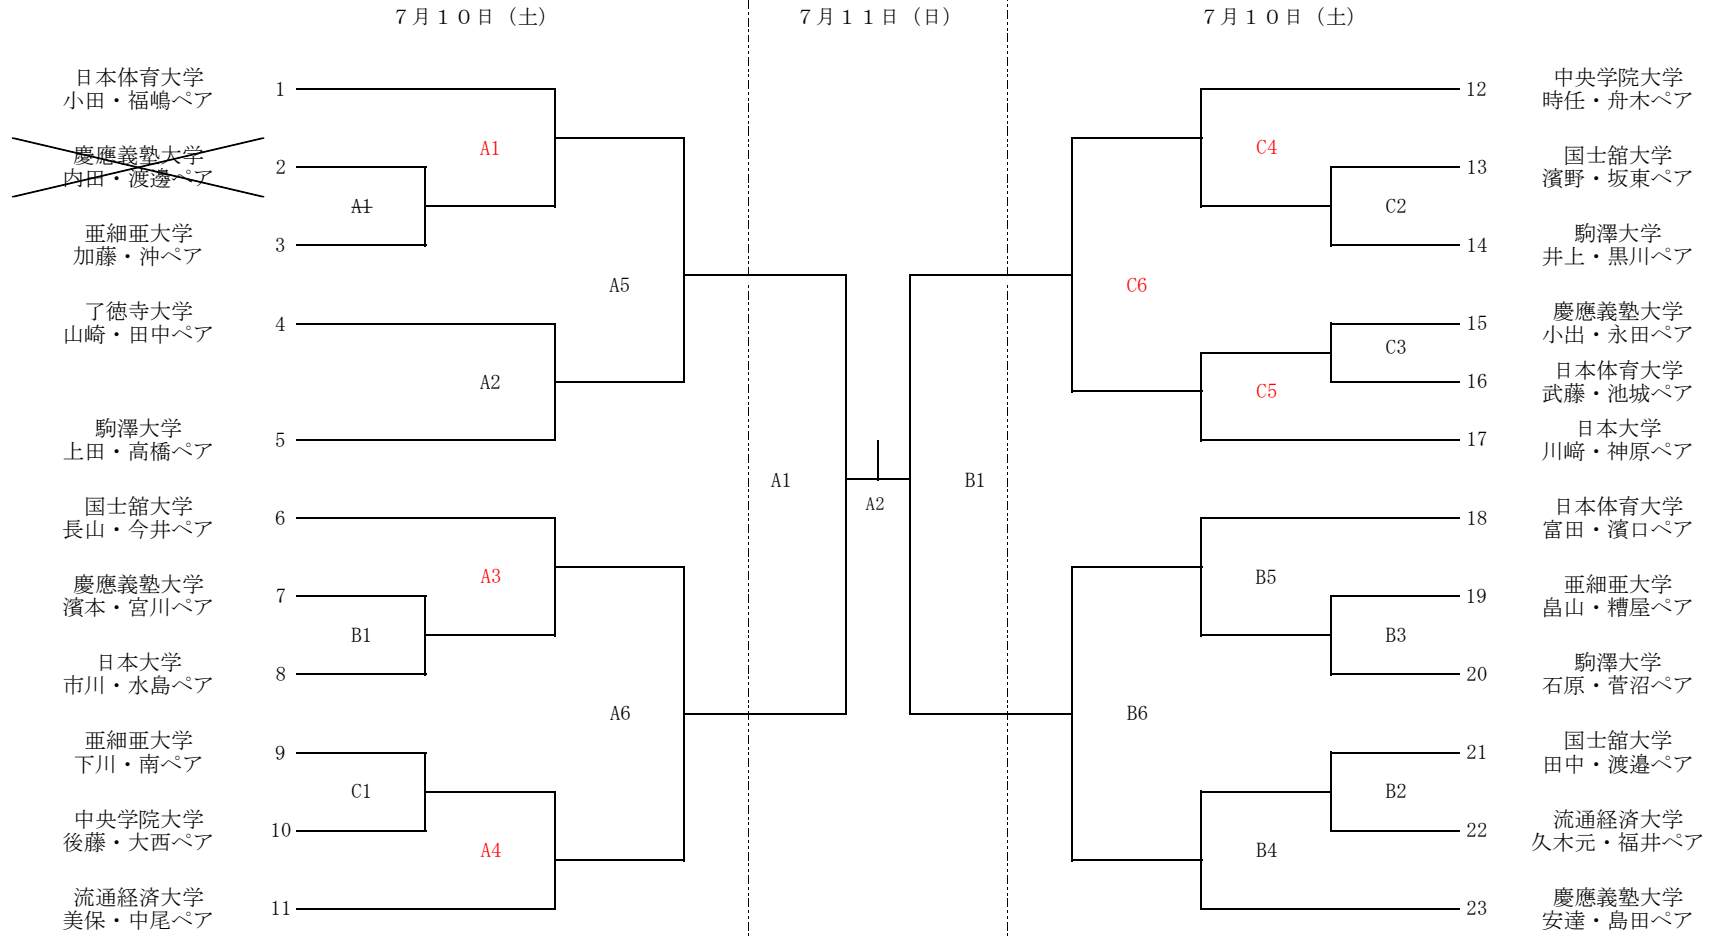 ７月１０日（土）
７月１１日（日）
７月１０日（土）
日本体育大学
小田・福嶋ペア
1
慶應義塾大学
内田・渡邊ペア
2
亜細亜大学
加藤・沖ペア
3
了徳寺大学
山崎・田中ペア
4
駒澤大学
上田・高橋ペア
5
国士舘大学
長山・今井ペア
6
慶應義塾大学
濱本・宮川ペア
7
日本大学
市川・水島ペア
8
亜細亜大学
下川・南ペア
9
中央学院大学
後藤・大西ペア
10
流通経済大学
美保・中尾ペア
11
A1
A1
A2
A5
A3
B1
C1
A4
A6
A1
A2
B1
C4
C2
C6
C3
C5
B5
B3
B6
B2
B4
12
中央学院大学
時任・舟木ペア
13
国士舘大学
濱野・坂東ペア
14
駒澤大学
井上・黒川ペア
15
慶應義塾大学
小出・永田ペア
16
日本体育大学
武藤・池城ペア
17
日本大学
川﨑・神原ペア
18
日本体育大学
富田・濱口ペア
19
亜細亜大学
畠山・糟屋ペア
20
駒澤大学
石原・菅沼ペア
21
国士舘大学
田中・渡邉ペア
22
流通経済大学
久木元・福井ペア
23
慶應義塾大学
安達・島田ペア